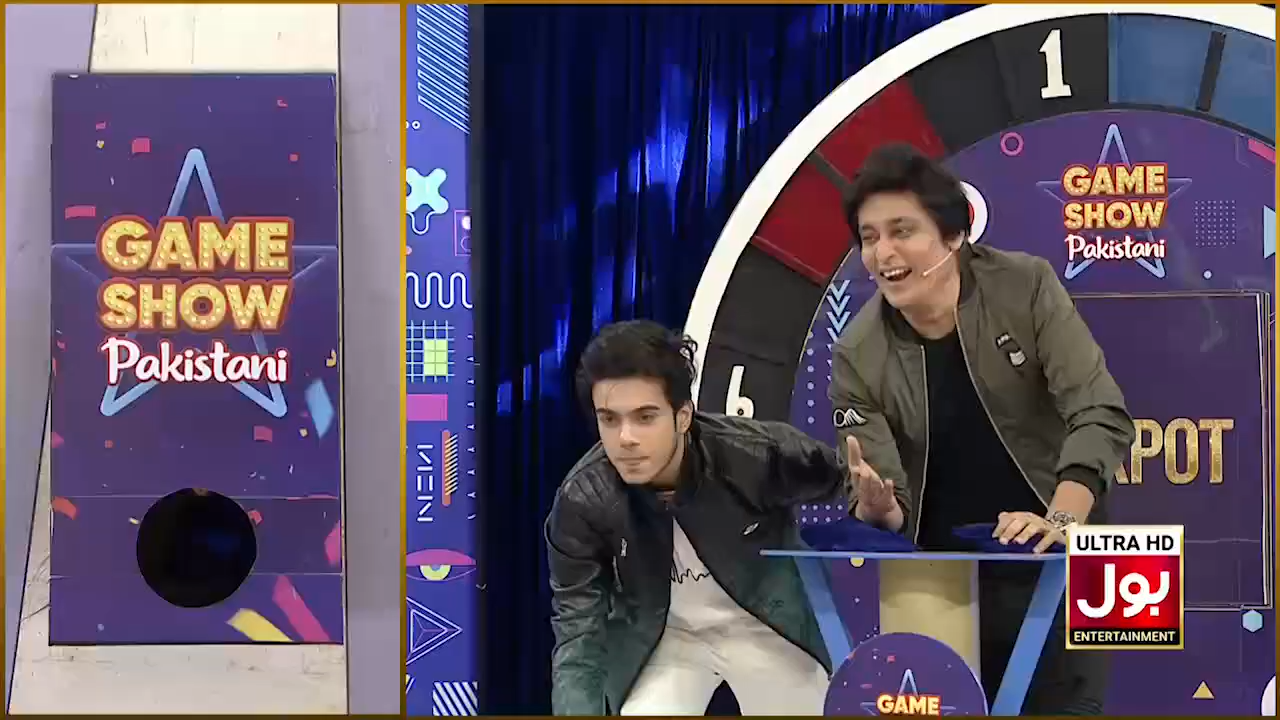 GAME
SHOW
Pakistani
1
6
GAME
SHOW
Pakistani
POT
ULTRA HD
بول
ENTERTAINMENT
GAME